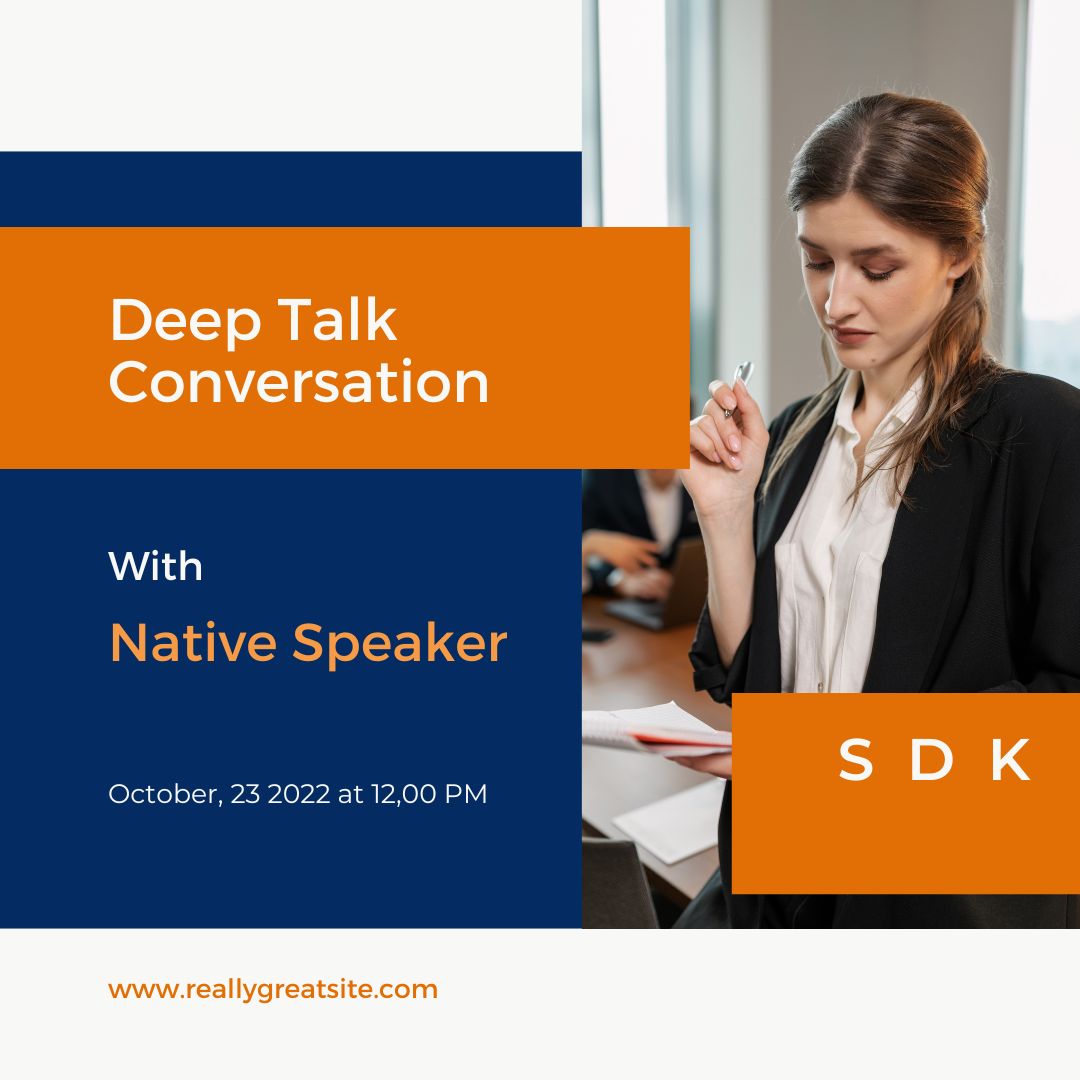 Deep Talk
Conversation
With
Native Speaker
October, 23 2022 at 12,00 PM
S D K
www.reallygreatsite.com